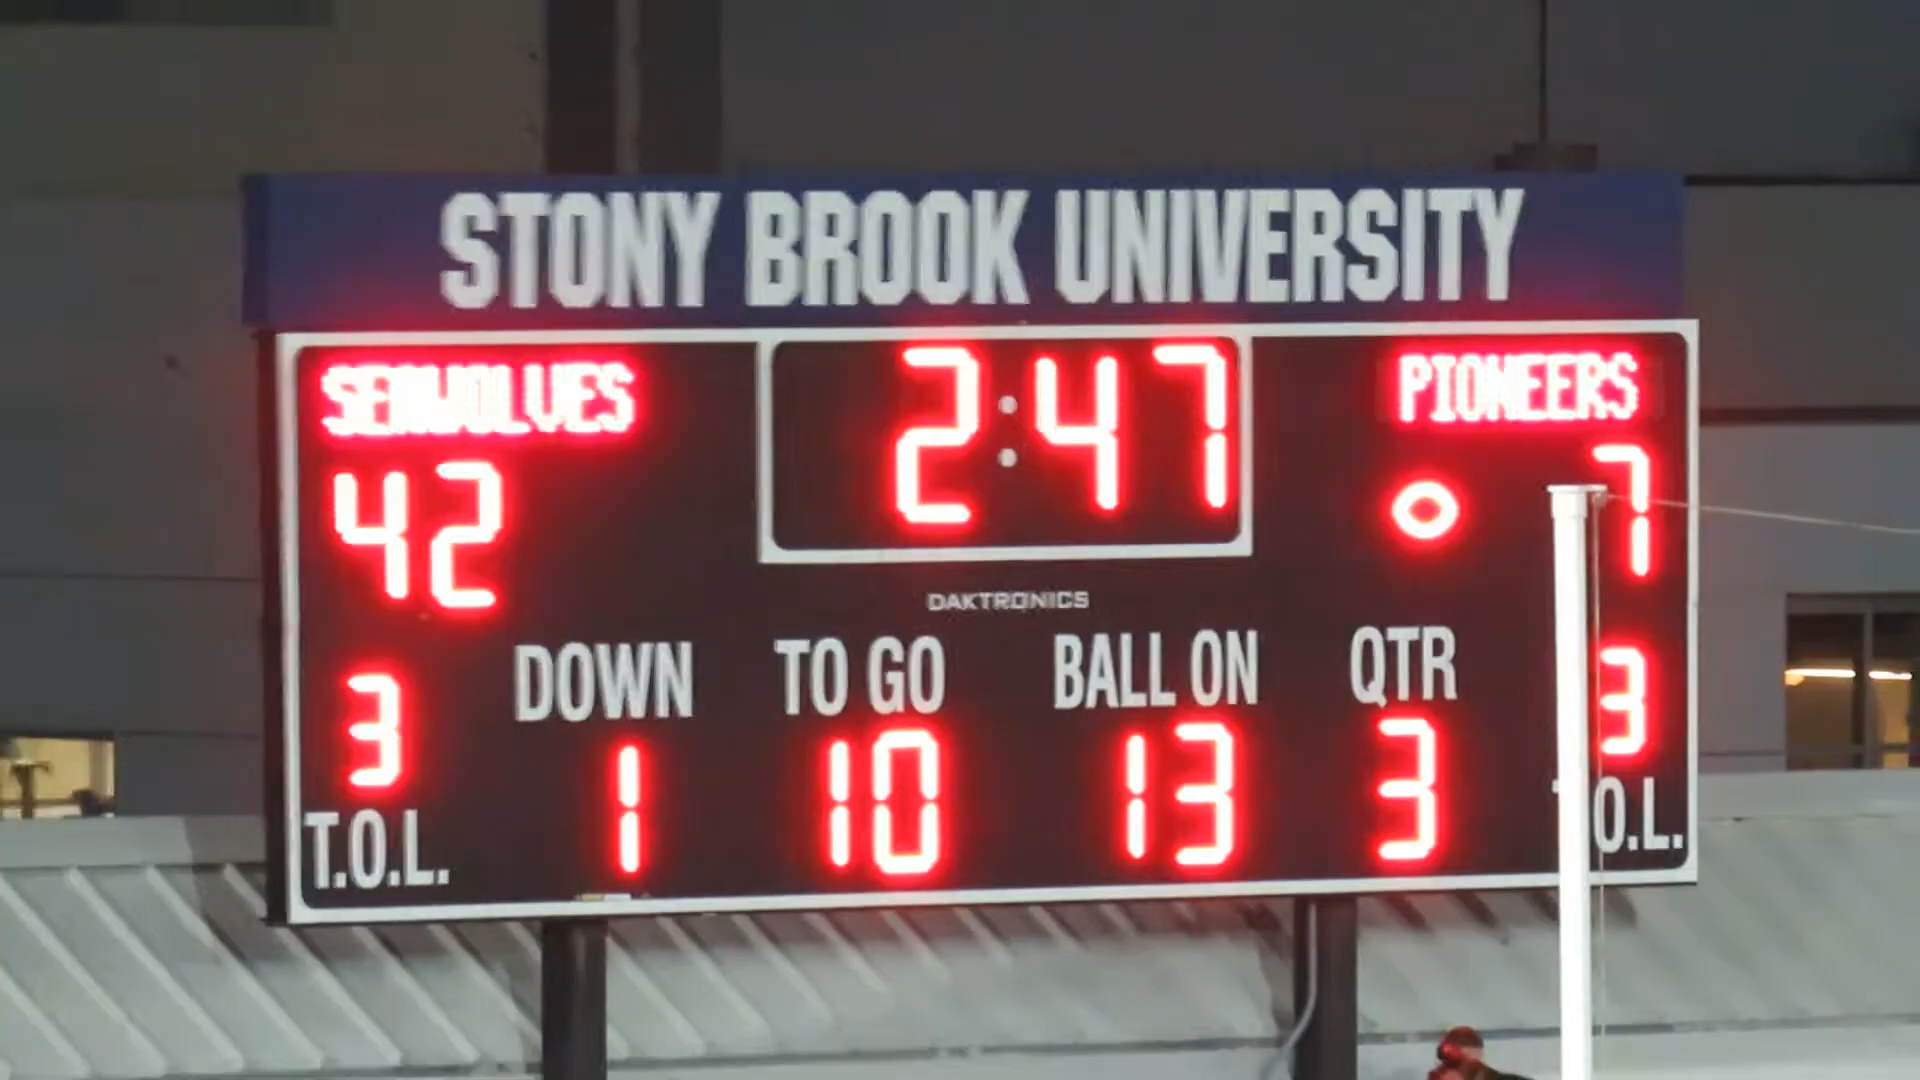 STONY BROOK UNIVERSITY
SEAWOLVES 2:47 PIONEERS
42 7
DAKTRONICS
DOWN TO GO BALL ON QTR
3 1 10 13 3 3
T.O.L. O.L.